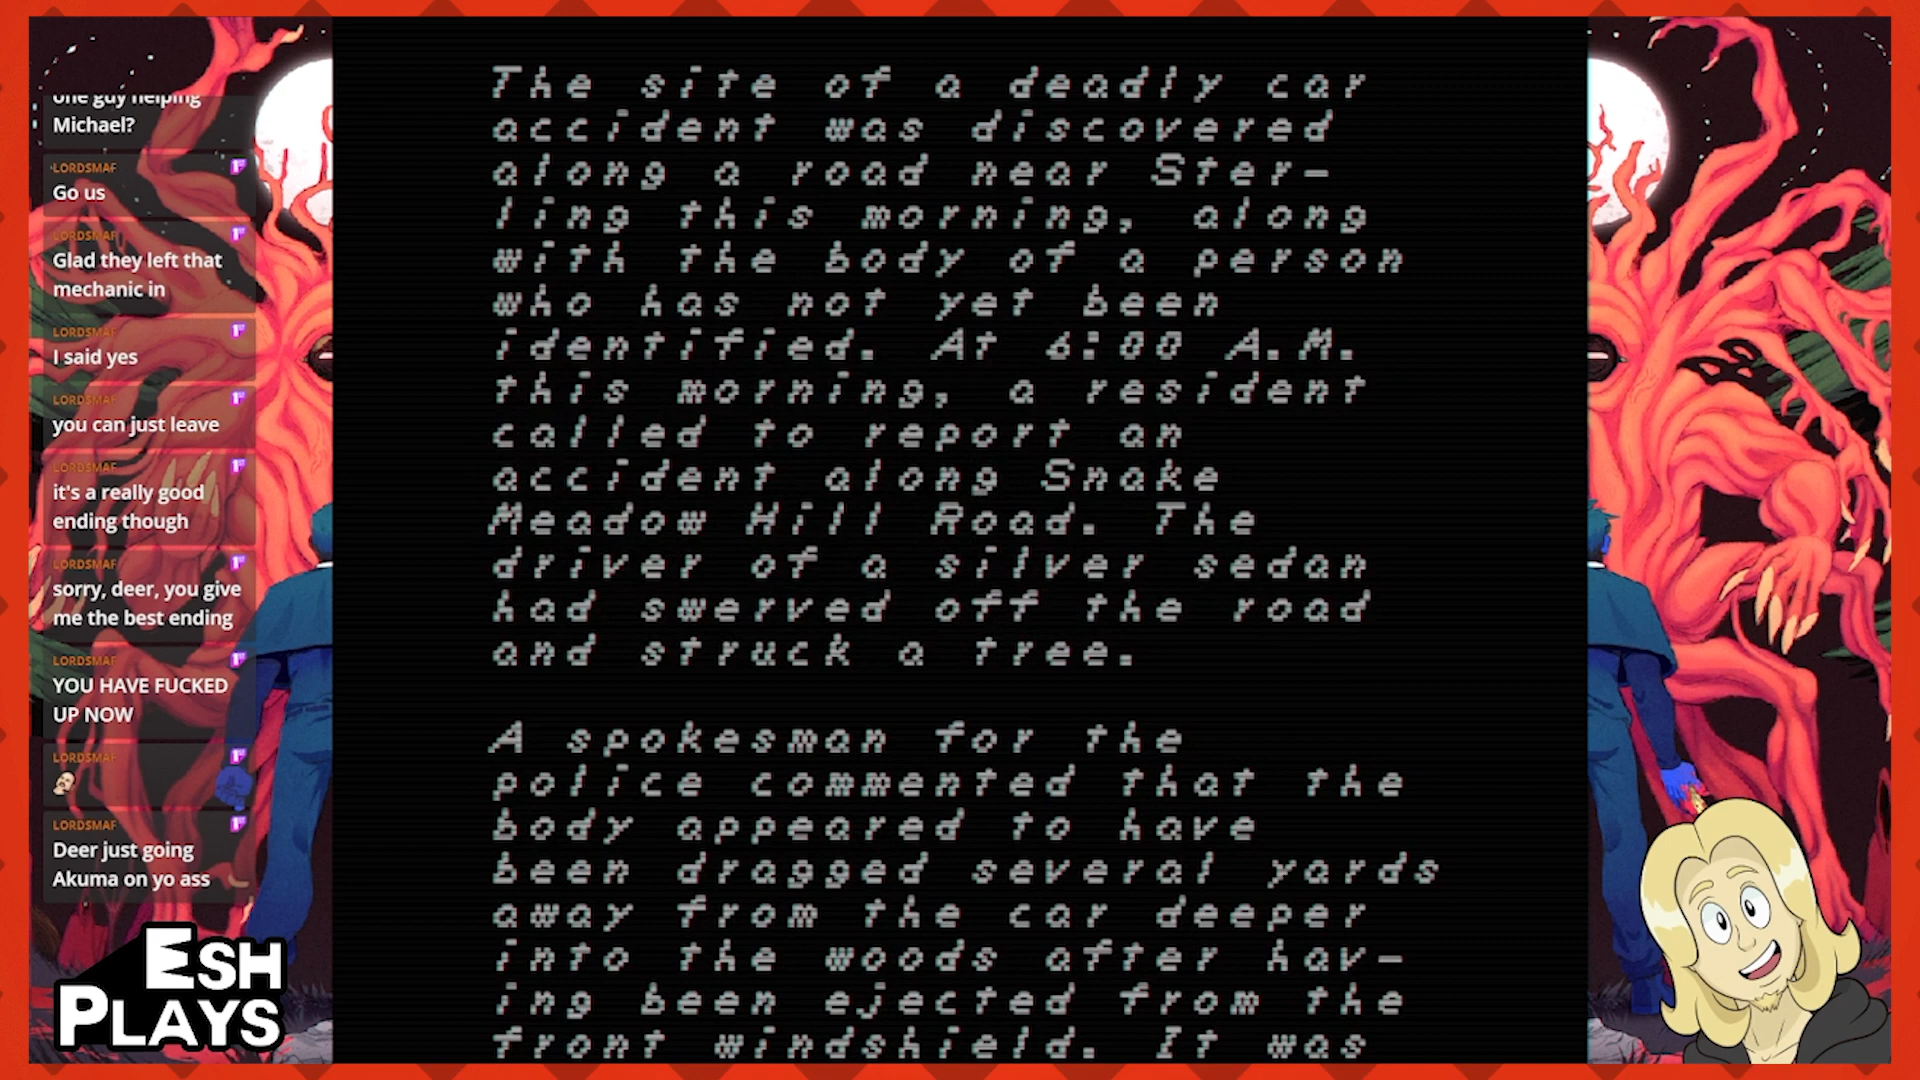 one guy helping
Michael?
LORDSMAF
Go us
LORDSMAF
Glad they left that
mechanic in
LORDSMAF
I said yes
LORDSMAF
you can just leave
LORDSMAF
it's a really good
ending though
LORDSMAF
sorry, deer, you give
me the best ending
LORDSMAF
YOU HAVE FUCKED
UP NOW
LORDSMAF
LORDSMAF
Deer just going
Akuma on yo ass
ESH
PLAYS
The site of a deadly car
accident was discovered
along a road near Ster-
ling this morning, along
with the body of a person
who has not yet been
identified. At 6:00 A.M.
this morning, a resident
called to report an
accident along Snake
Meadow Hill Road. The
driver of a silver sedan
had swerved off the road
and struck a tree.
A spokesman for the
police commented that the
body appeared to have
been dragged several yards
away from the car deeper
into the woods after hav-
ing been ejected from the
front windshield. It was